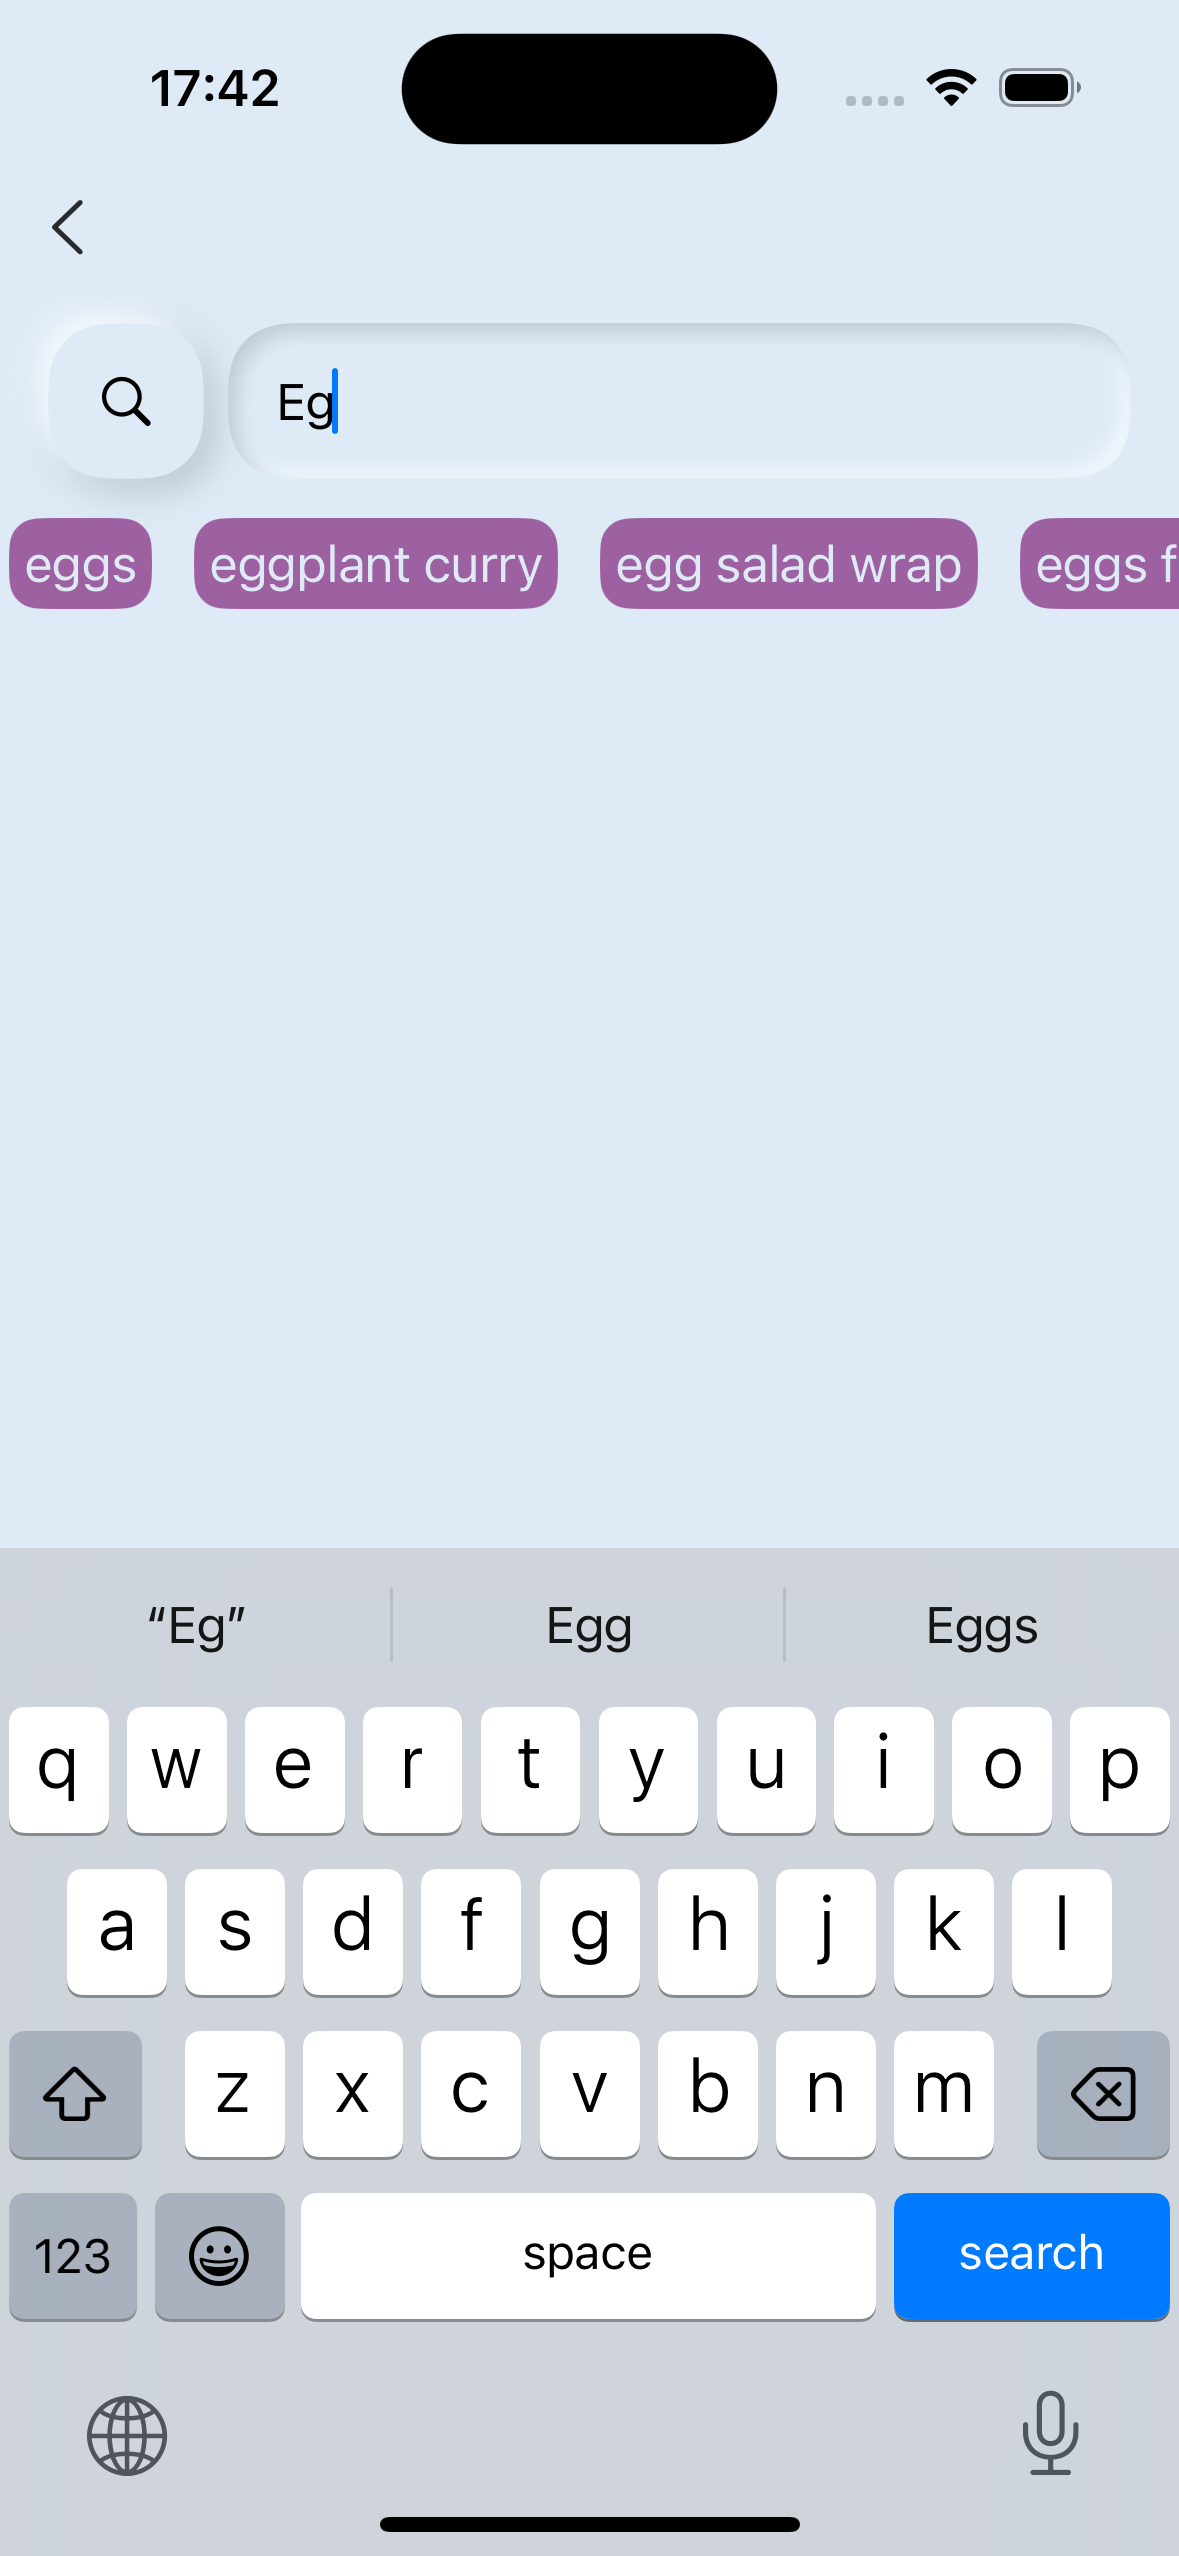 17:42
Eg
eggs eggplant curry egg salad wrap eggs f
“Eg” Egg Eggs
q w e r t y u i o p
a s d f g h j k l
z x c v b n m
123 space search